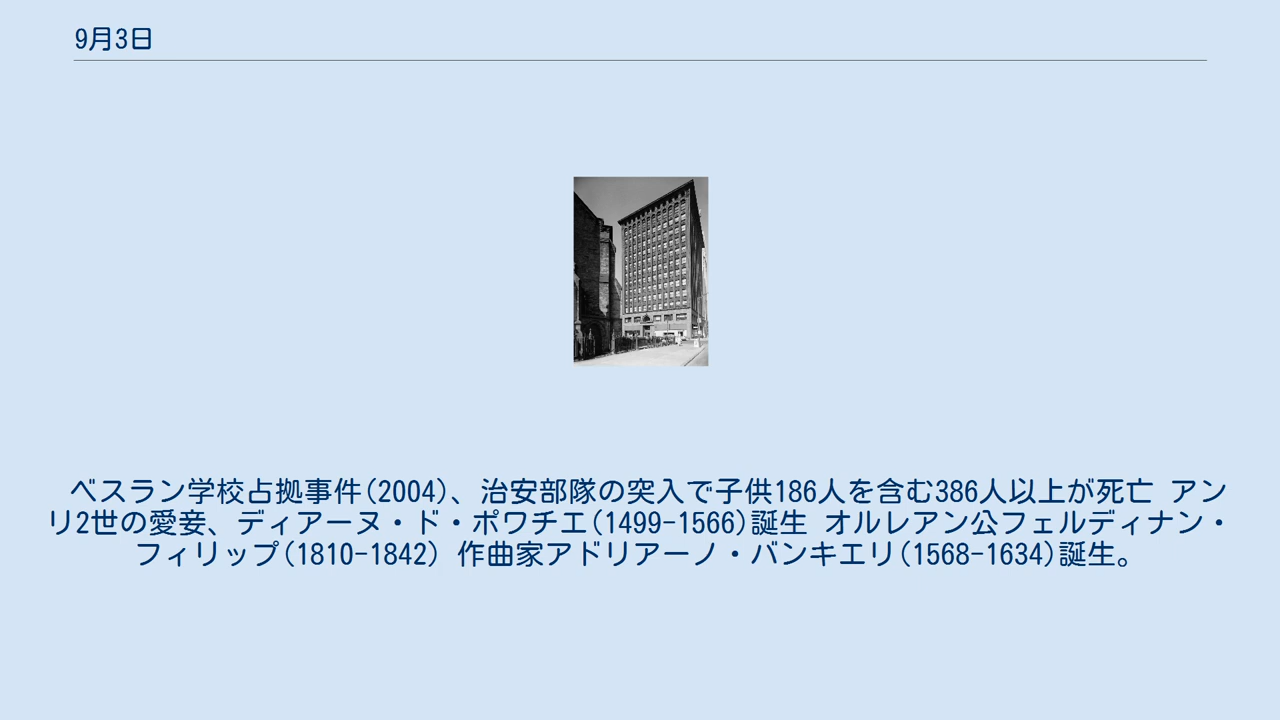 9月3日
ベスラン学校占拠事件(2004)、治安部隊の突入で子供186人を含む386人以上が死亡 アン
リ2世の愛妾、ディアーヌ・ド・ポワチエ(1499-1566)誕生 オルレアン公フェルディナン・
フィリップ(1810-1842) 作曲家アドリアーノ・バンキエリ(1568-1634)誕生。